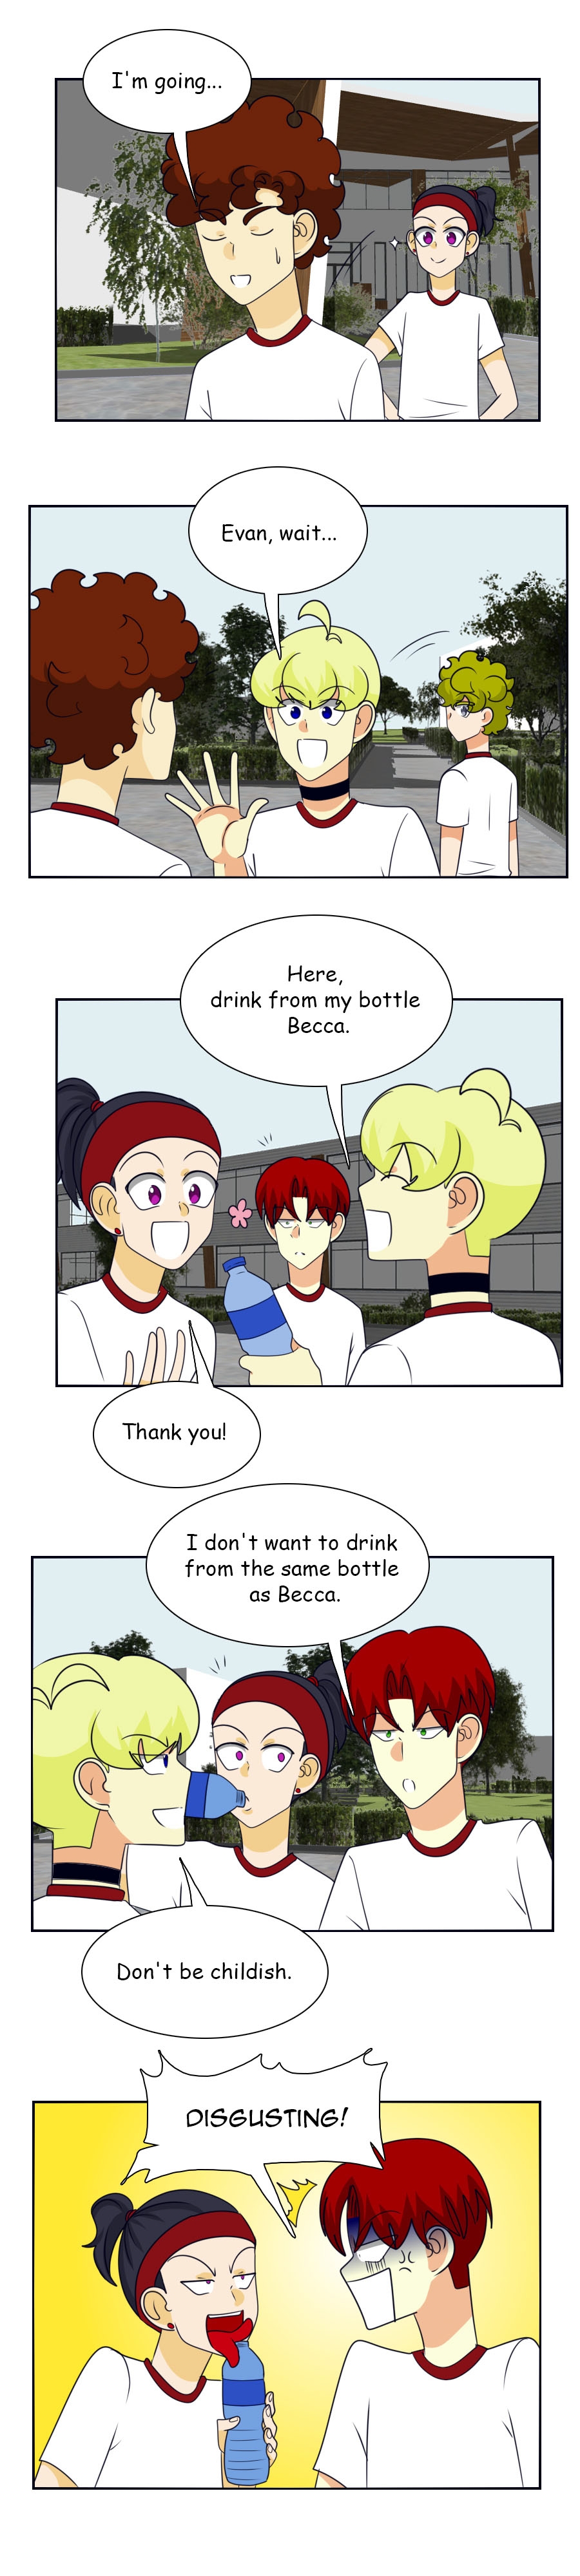 I'm going...
Evan, wait...
Here,
drink from my bottle
Becca.
Thank you!
I don't want to drink
from the same bottle
as Becca.
Don't be childish.
DISGUSTING!